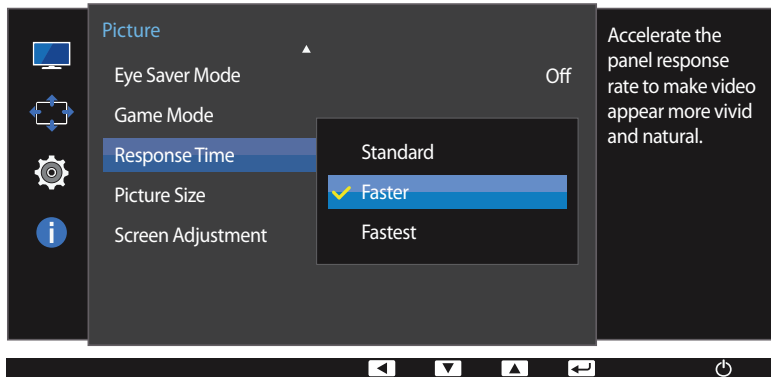 Picture
Eye Saver Mode Off
Game Mode
Response Time
Picture Size
Screen Adjustment
Standard
Faster
Fastest
Accelerate the
panel response
rate to make video
appear more vivid
and natural.